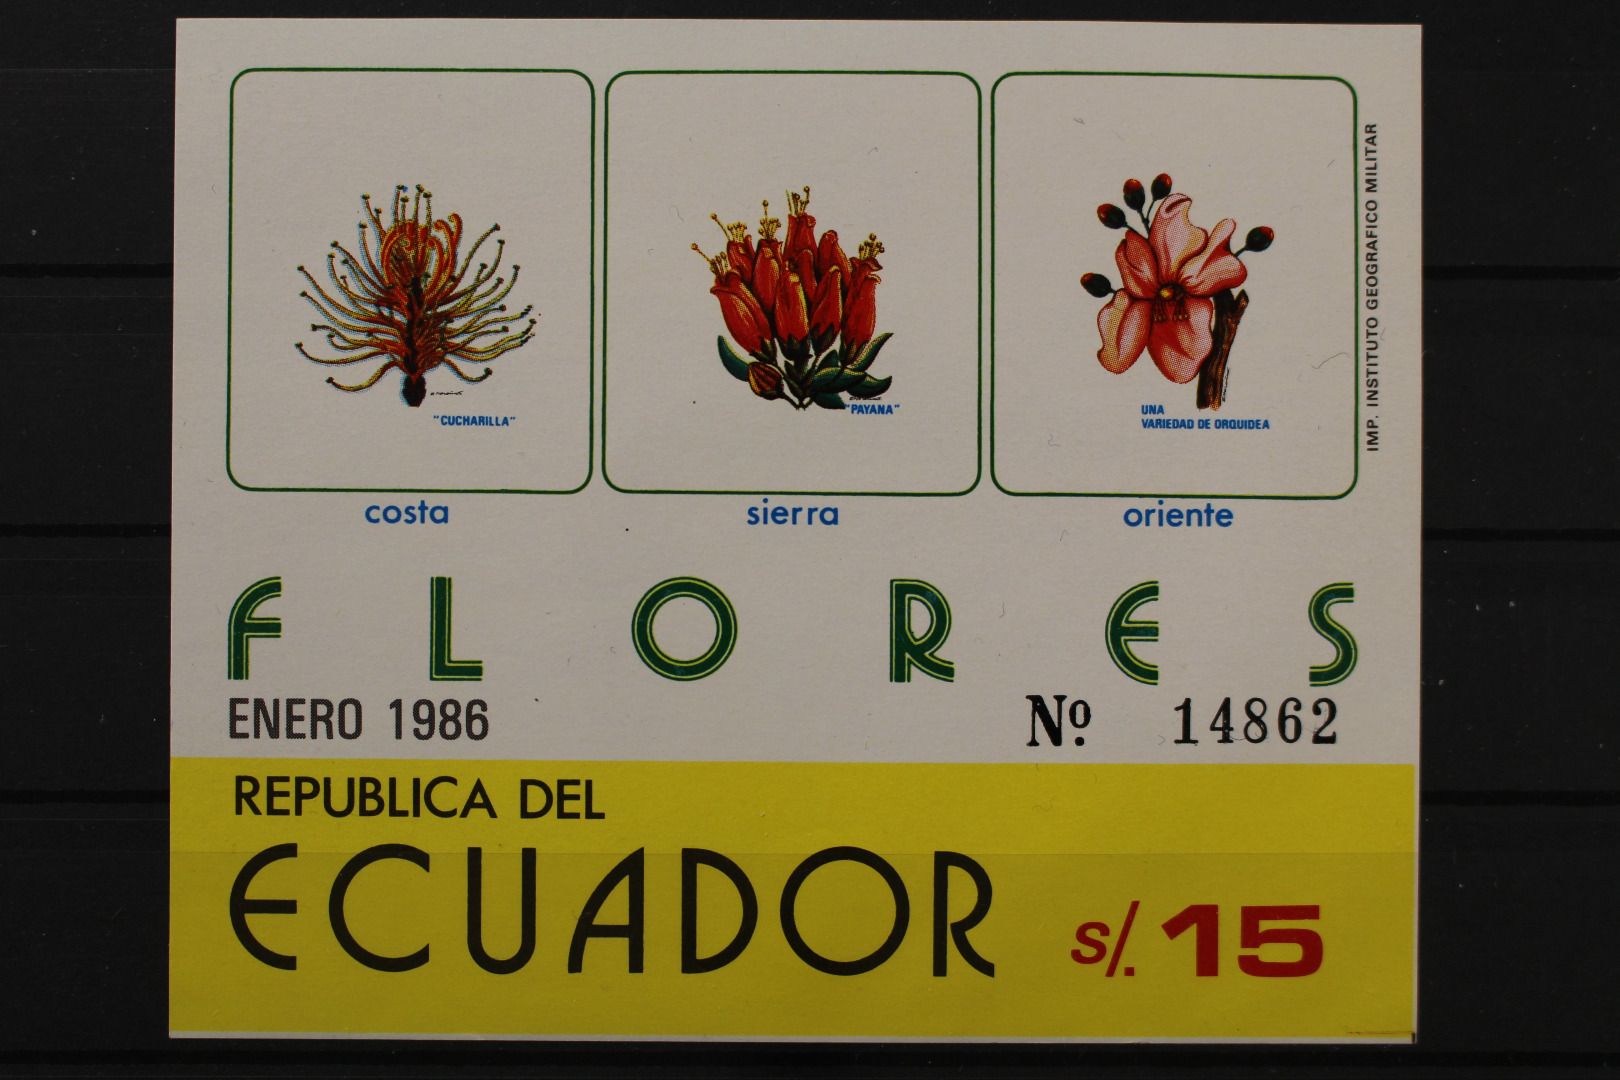 "CUCHARILLA"
"PAYANA"
UNA
VARIEDAD DE ORQUIDEA
IMP. INSTITUTO GEOGRAFICO MILITAR
costa
sierra
oriente
FLORES
ENERO 1986
Nº 14862
REPUBLICA DEL
ECUADOR
s/. 15